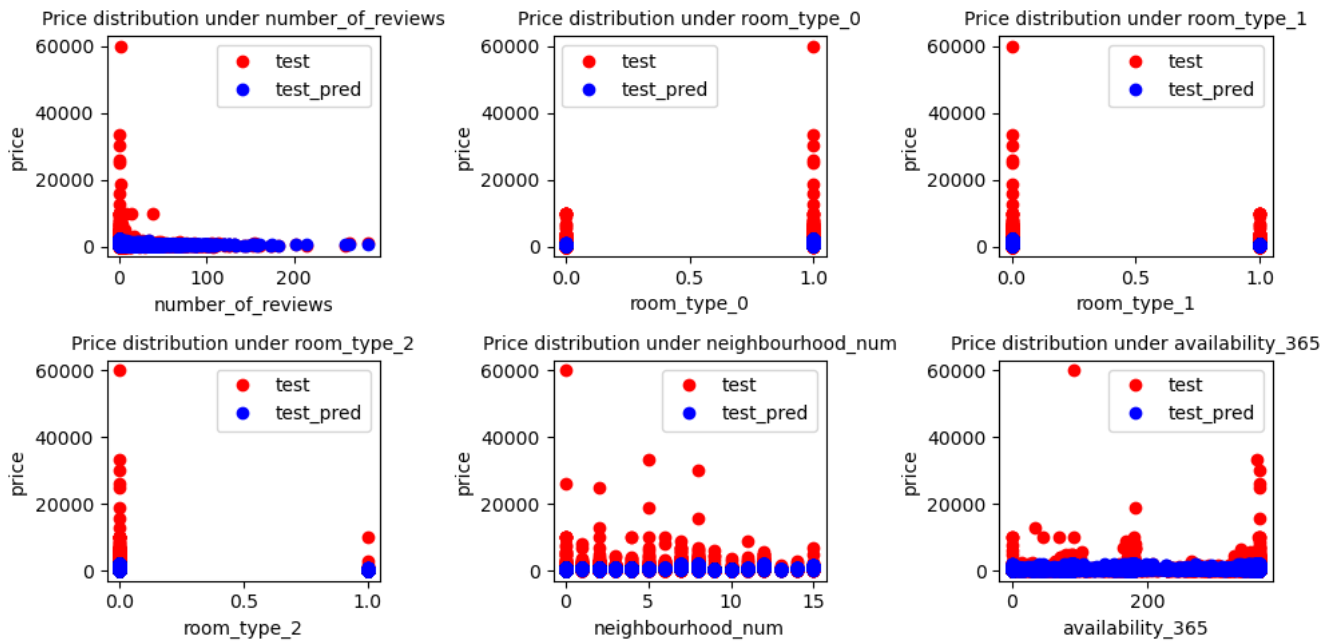 Price distribution under number_of_reviews
60000
40000
20000
0
price
test
test_pred
0
100
200
number_of_reviews
Price distribution under room_type_0
60000
40000
20000
0
price
test
test_pred
0.0
0.5
1.0
room_type_0
Price distribution under room_type_1
60000
40000
20000
0
price
test
test_pred
0.0
0.5
1.0
room_type_1
Price distribution under room_type_2
60000
40000
20000
0
price
test
test_pred
0.0
0.5
1.0
room_type_2
Price distribution under neighbourhood_num
60000
40000
20000
0
price
test
test_pred
0
5
10
15
neighbourhood_num
Price distribution under availability_365
60000
40000
20000
0
price
test
test_pred
0
200
availability_365